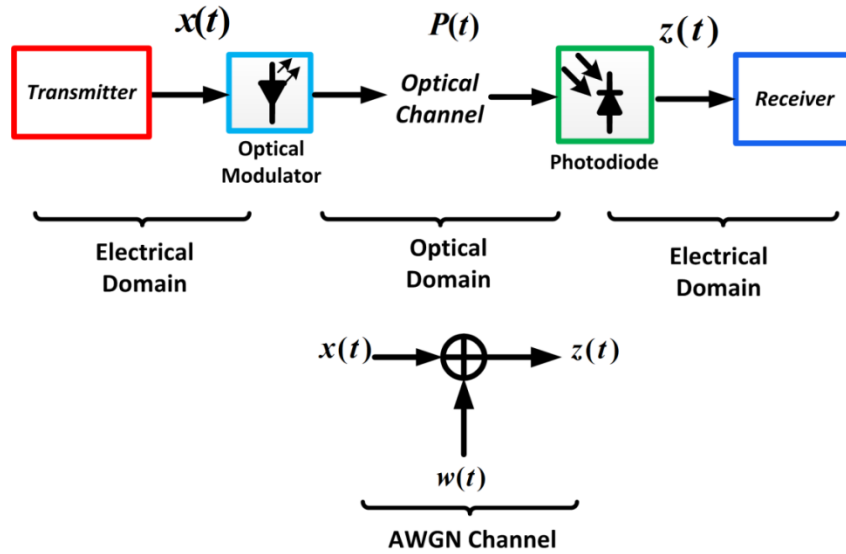 x(t) P(t) z(t)
Transmitter
Optical
Channel
Receiver
Optical
Modulator
Photodiode
Electrical
Domain
Optical
Domain
Electrical
Domain
x(t) z(t)
w(t)
AWGN Channel